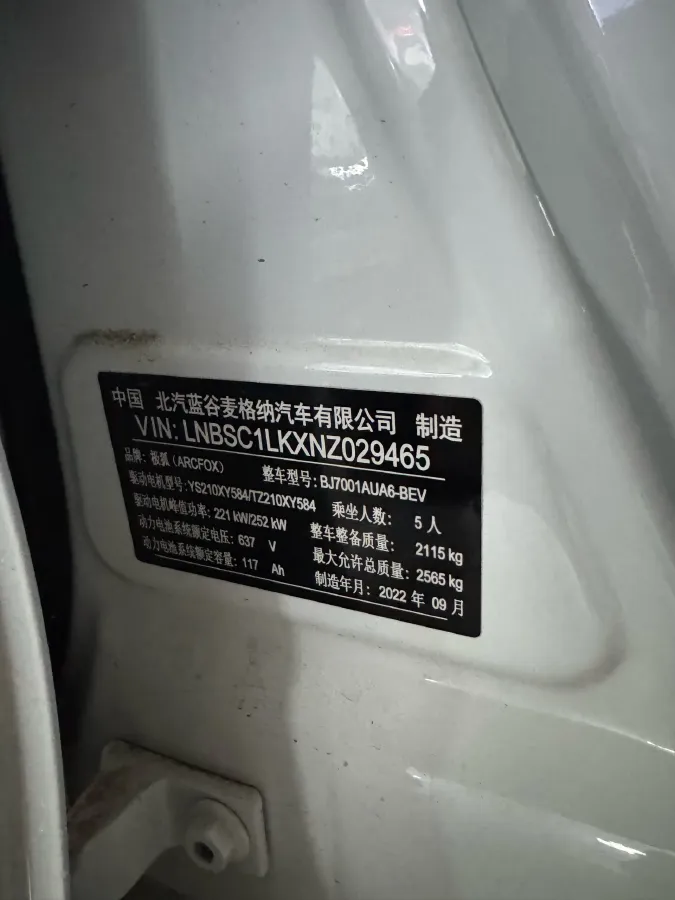 中国 北汽蓝谷麦格纳汽车有限公司 制造
VIN: LNBSC1LKXNZ029465
品牌: 极狐 (ARCFOX) 整车型号: BJ7001AUA6-BEV
驱动电机型号: YS210XY584/TZ210XY584 乘坐人数: 5 人
驱动电机峰值功率: 221 kW/252 kW 整车整备质量: 2115 kg
动力电池系统额定电压: 637 V 最大允许总质量: 2565 kg
动力电池系统额定容量: 117 Ah 制造年月: 2022 年 09 月